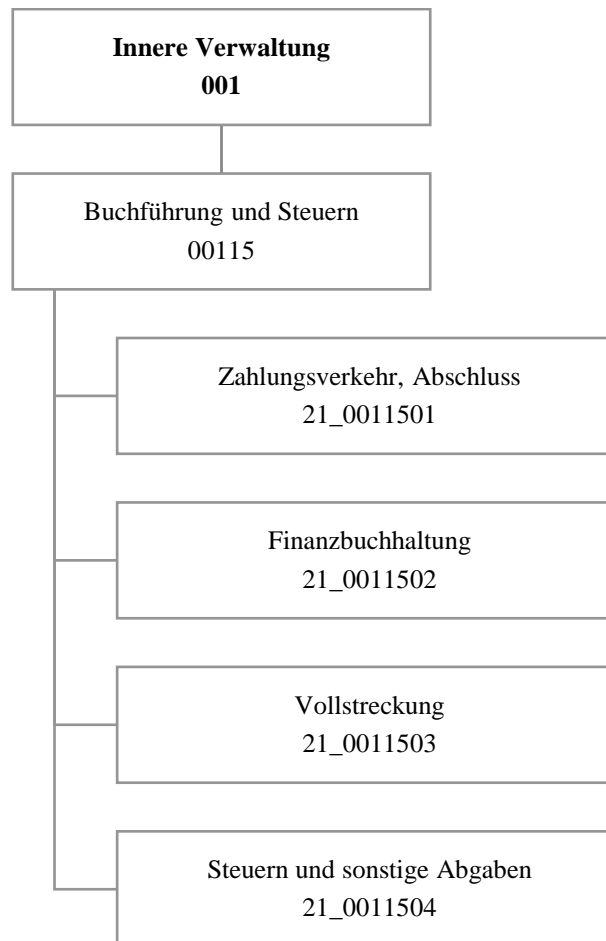 Innere Verwaltung
001
Buchführung und Steuern
00115
Zahlungsverkehr, Abschluss
21_0011501
Finanzbuchhaltung
21_0011502
Vollstreckung
21_0011503
Steuern und sonstige Abgaben
21_0011504